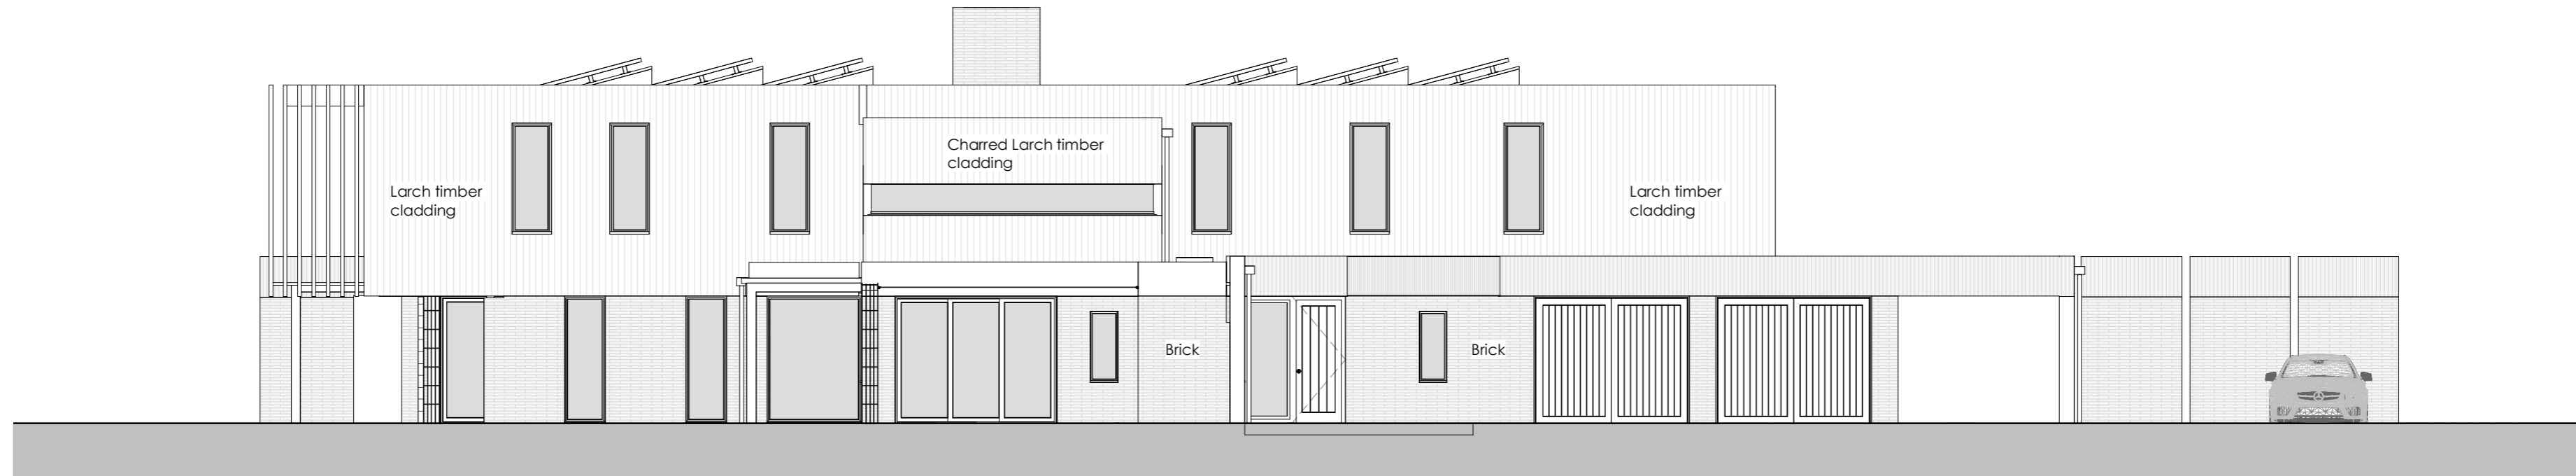 Charred Larch timber
cladding
Larch timber
cladding
Larch timber
cladding
Brick
Brick